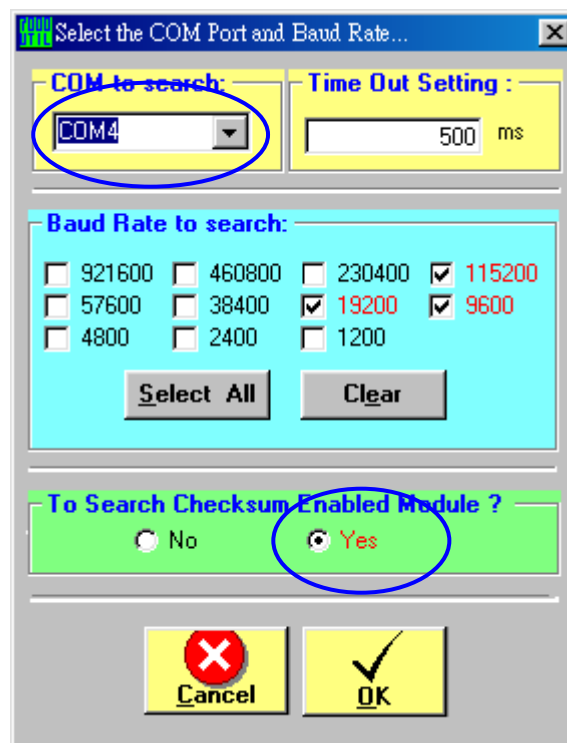 Select the COM Port and Baud Rate...
COM to search:
Time Out Setting :
COM4
500 ms
Baud Rate to search:
921600 460800 230400 115200
57600 38400 19200 9600
4800 2400 1200
Select All Clear
To Search Checksum Enabled Module ?
No Yes
Cancel OK